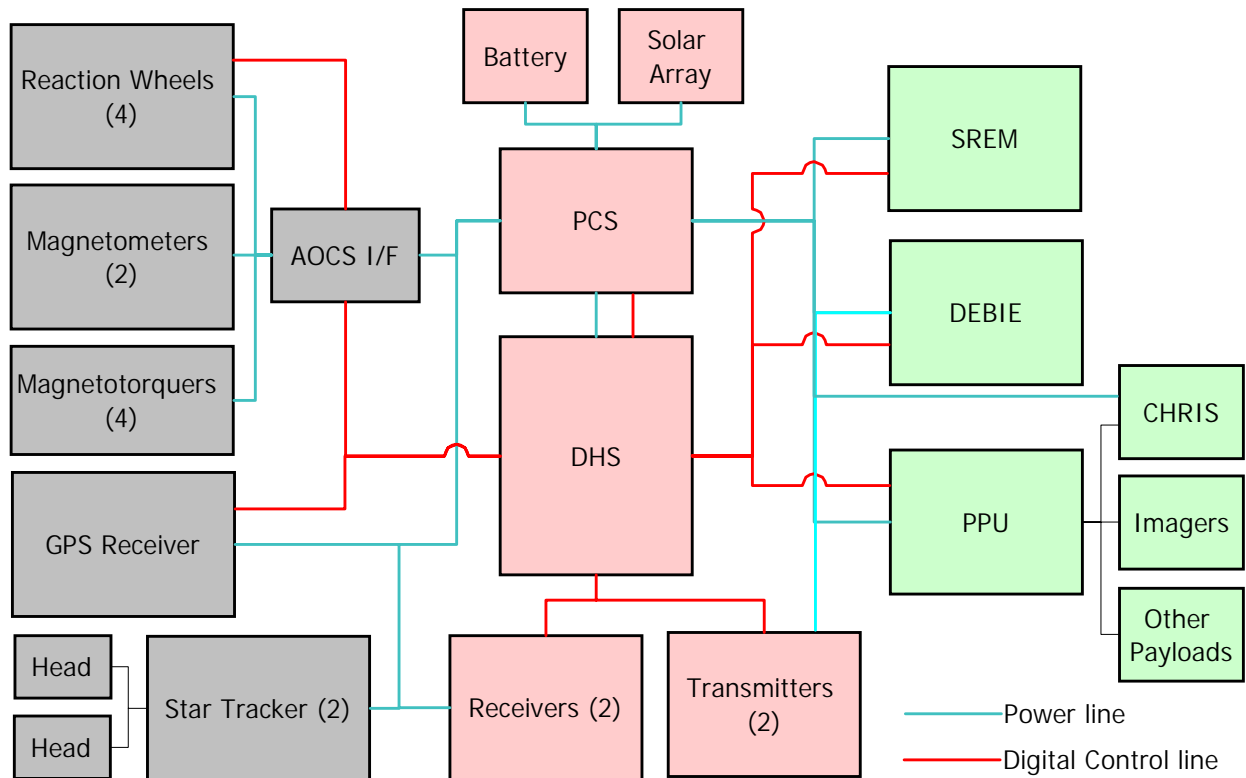 Battery
Solar
Array
Reaction Wheels
(4)
SREM
PCS
Magnetometers
(2)
AOCS I/F
DEBIE
Magnetotorquers
(4)
CHRIS
DHS
GPS Receiver
PPU
Imagers
Head
Head
Star Tracker (2)
Receivers (2)
Transmitters
(2)
Other
Payloads
Power line
Digital Control line